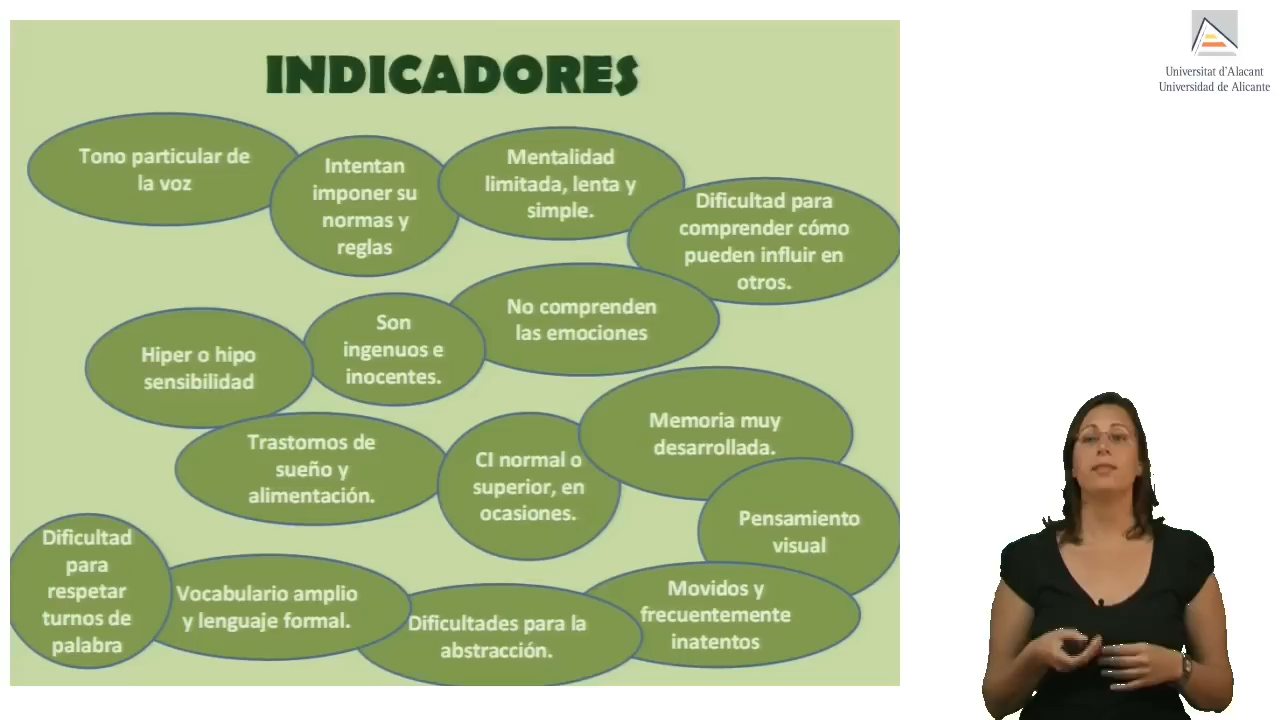 INDICADORES
Tono particular de
la voz
Intentan
imponer su
normas y
reglas
Mentalidad
limitada, lenta y
simple.
Dificultad para
comprender cómo
pueden influir en
otros.
Hiper o hipo
sensibilidad
Son
ingenuos e
inocentes.
No comprenden
las emociones
Trastornos de
sueño y
alimentación.
CI normal o
superior, en
ocasiones.
Memoria muy
desarrollada.
Pensamiento
visual
Dificultad
para
respetar
turnos de
palabra
Vocabulario amplio
y lenguaje formal.
Dificultades para la
abstracción.
Movidos y
frecuentemente
inatentos
Universitat d'Alacant
Universidad de Alicante